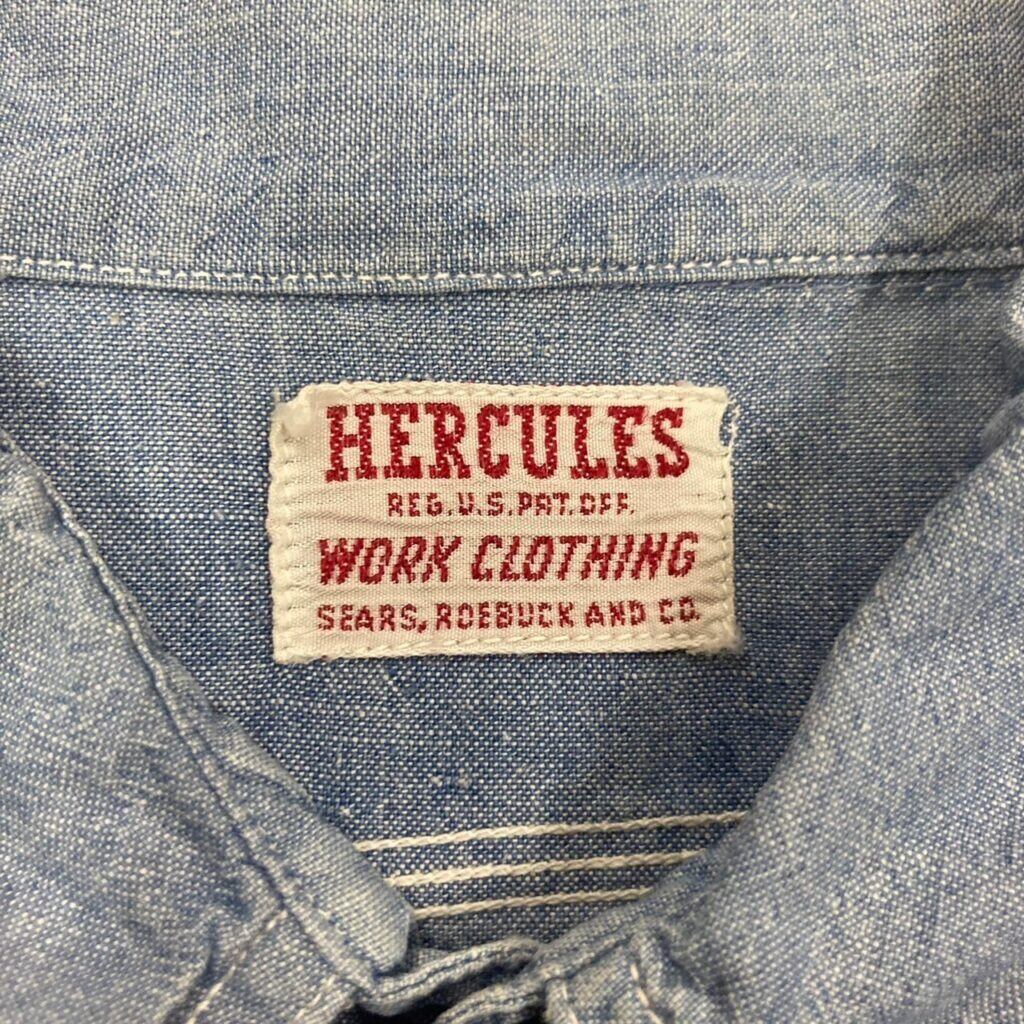 HERCULES
REG. U.S. PAT. OFF.
WORK CLOTHING
SEARS, ROEBUCK AND CO.